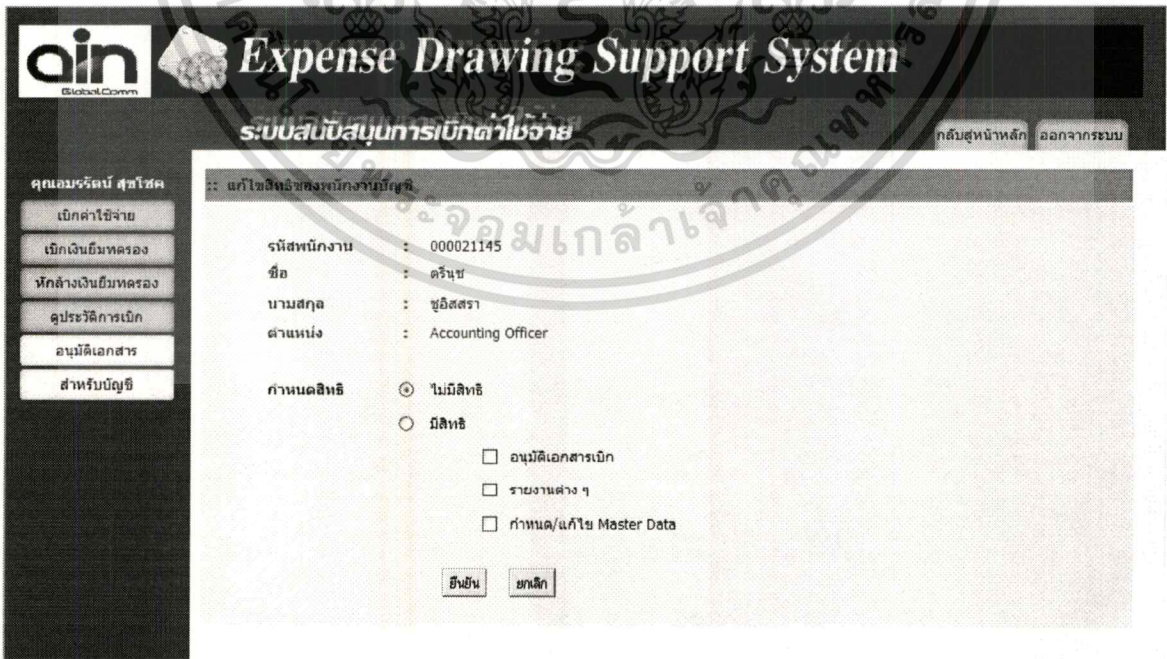 ain
GlobalComm
Expense Drawing Support System
ระบบสนับสนุนการเบิกค่าใช้จ่าย
กลับสู่หน้าหลัก ออกจากระบบ
คุณเอมรรัตน์ สุขโชค
เบิกค่าใช้จ่าย
เบิกเงินยืมทดรอง
หักล้างเงินยืมทดรอง
ดูประวัติการเบิก
อนุมัติเอกสาร
สำหรับบัญชี
:: แก้ไขสิทธิของพนักงานบัญชี
รหัสพนักงาน : 000021145
ชื่อ : ตรีนุช
นามสกุล : ชูอิสสรา
ตำแหน่ง : Accounting Officer
กำหนดสิทธิ ไม่มีสิทธิ
มีสิทธิ
อนุมัติเอกสารเบิก
รายงานต่าง ๆ
กำหนด/แก้ไข Master Data
ยืนยัน ยกเลิก